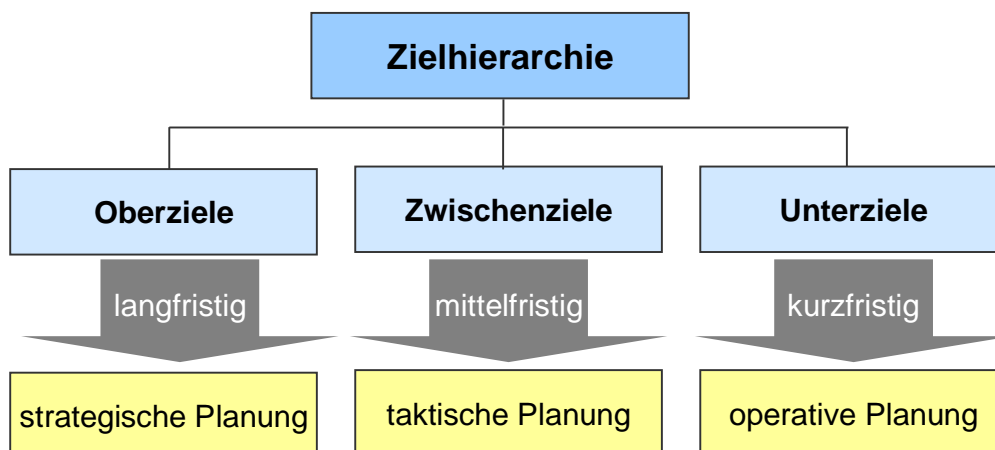 Zielhierarchie
Oberziele
Zwischenziele
Unterziele
langfristig
mittelfristig
kurzfristig
strategische Planung
taktische Planung
operative Planung